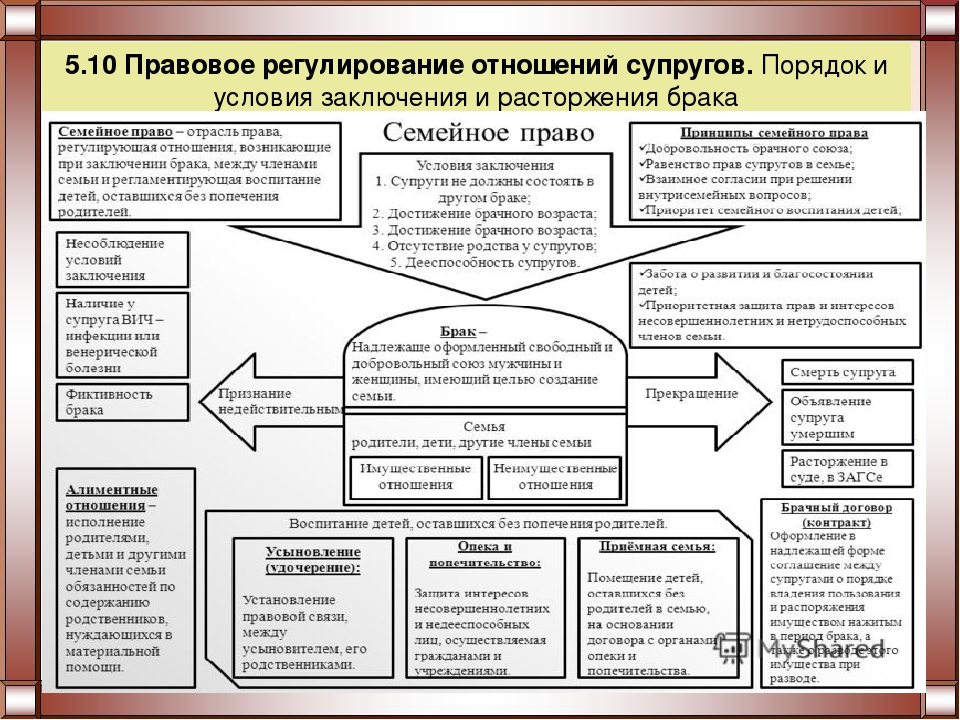 5.10 Правовое регулирование отношений супругов. Порядок и
условия заключения и расторжения брака
Семейное право – отрасль права,
регулирующая отношения, возникающие
при заключении брака, между членами
семьи и регламентирующая воспитание
детей, оставшихся без попечения
родителей.
Семейное право
Условия заключения
1. Супруги не должны состоять в
другом браке;
2. Достижение брачного возраста;
3. Достижение брачного возраста;
4. Отсутствие родства у супругов;
5. Дееспособность супругов.
Принципы семейного права
✓Добровольность брачного союза;
✓Равенство прав супругов в семье;
✓Взаимное согласии при решении
внутрисемейных вопросов;
✓Приоритет семейного воспитания детей;
✓Забота о развитии и благосостоянии
детей;
✓Приоритетная защита прав и интересов
несовершеннолетних и нетрудоспособных
членов семьи.
Несоблюдение
условий
заключения
Наличие у
супруга ВИЧ –
инфекции или
венерической
болезни
Фиктивность
брака
Признание
недействительным
Брак –
Надлежаще оформленный свободный и
добровольный союз мужчины и
женщины, имеющий целью создание
семьи.
Семья
родители, дети, другие члены семьи
Имущественные
отношения
Неимущественные
отношения
Прекращение
Смерть супруга
Объявление
супруга
умершим
Расторжение в
суде, в ЗАГСе
Алиментные
отношения –
исполнение
родителями,
детьми и другими
членами семьи
обязанностей по
содержанию
родственников,
нуждающихся в
материальной
помощи.
Воспитание детей, оставшихся без попечения родителей.
Усыновление
(удочерение):
Установление
правовой связи,
между
усыновителем, его
родственниками.
Опека и
попечительство:
Защита интересов
несовершеннолетних
и недееспособных
лиц, осуществляемая
гражданами и
учреждениями.
Приёмная семья:
Помещение детей,
оставшихся без
родителей в семью,
на основании
договора с органами
опеки и
попечительства.
Брачный договор
(контракт)
Оформление в
надлежащей форме
соглашение между
супругами о порядке
владения пользования
и распоряжения
имуществом нажитым
в период брака, а
также о разделе этого
имущества при
разводе.
MyShared